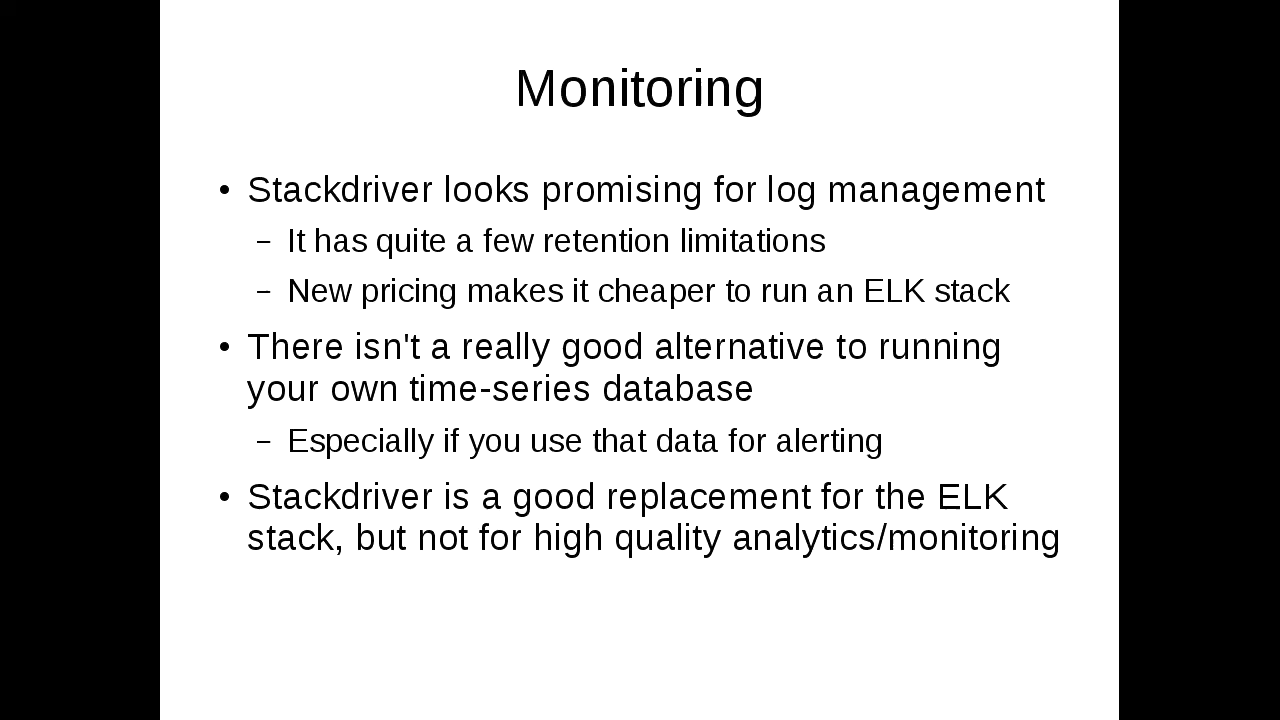 Monitoring
• Stackdriver looks promising for log management
– It has quite a few retention limitations
– New pricing makes it cheaper to run an ELK stack
• There isn't a really good alternative to running
your own time-series database
– Especially if you use that data for alerting
• Stackdriver is a good replacement for the ELK
stack, but not for high quality analytics/monitoring